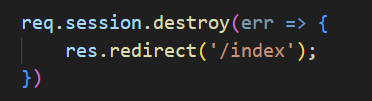 req.session.destroy(err => {
    res.redirect('/index');
})